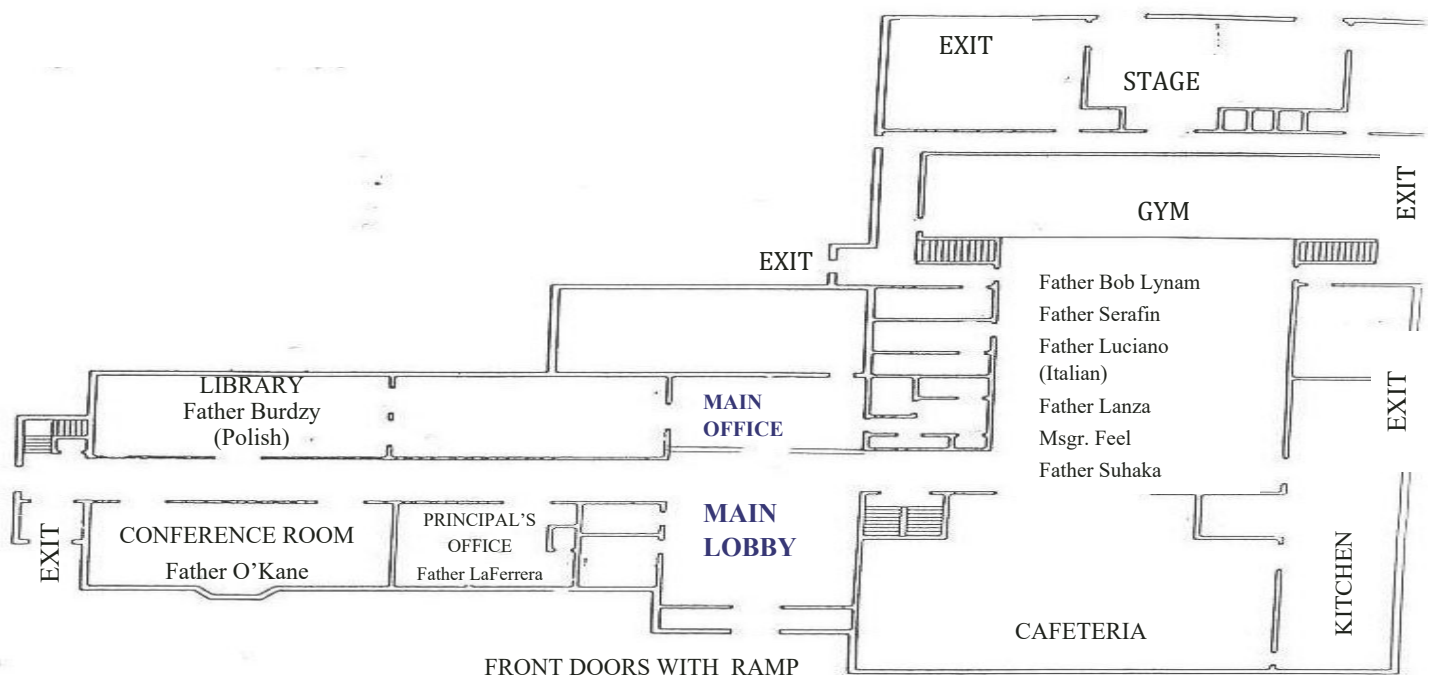 EXIT
STAGE
EXIT
GYM
EXIT
Father Bob Lynam
Father Serafin
Father Luciano
(Italian)
Father Lanza
Msgr. Feel
Father Suhaka
EXIT
LIBRARY
Father Burdzy
(Polish)
MAIN
OFFICE
EXIT
CONFERENCE ROOM
Father O’Kane
PRINCIPAL’S
OFFICE
Father LaFerrera
MAIN
LOBBY
CAFETERIA
KITCHEN
FRONT DOORS WITH RAMP